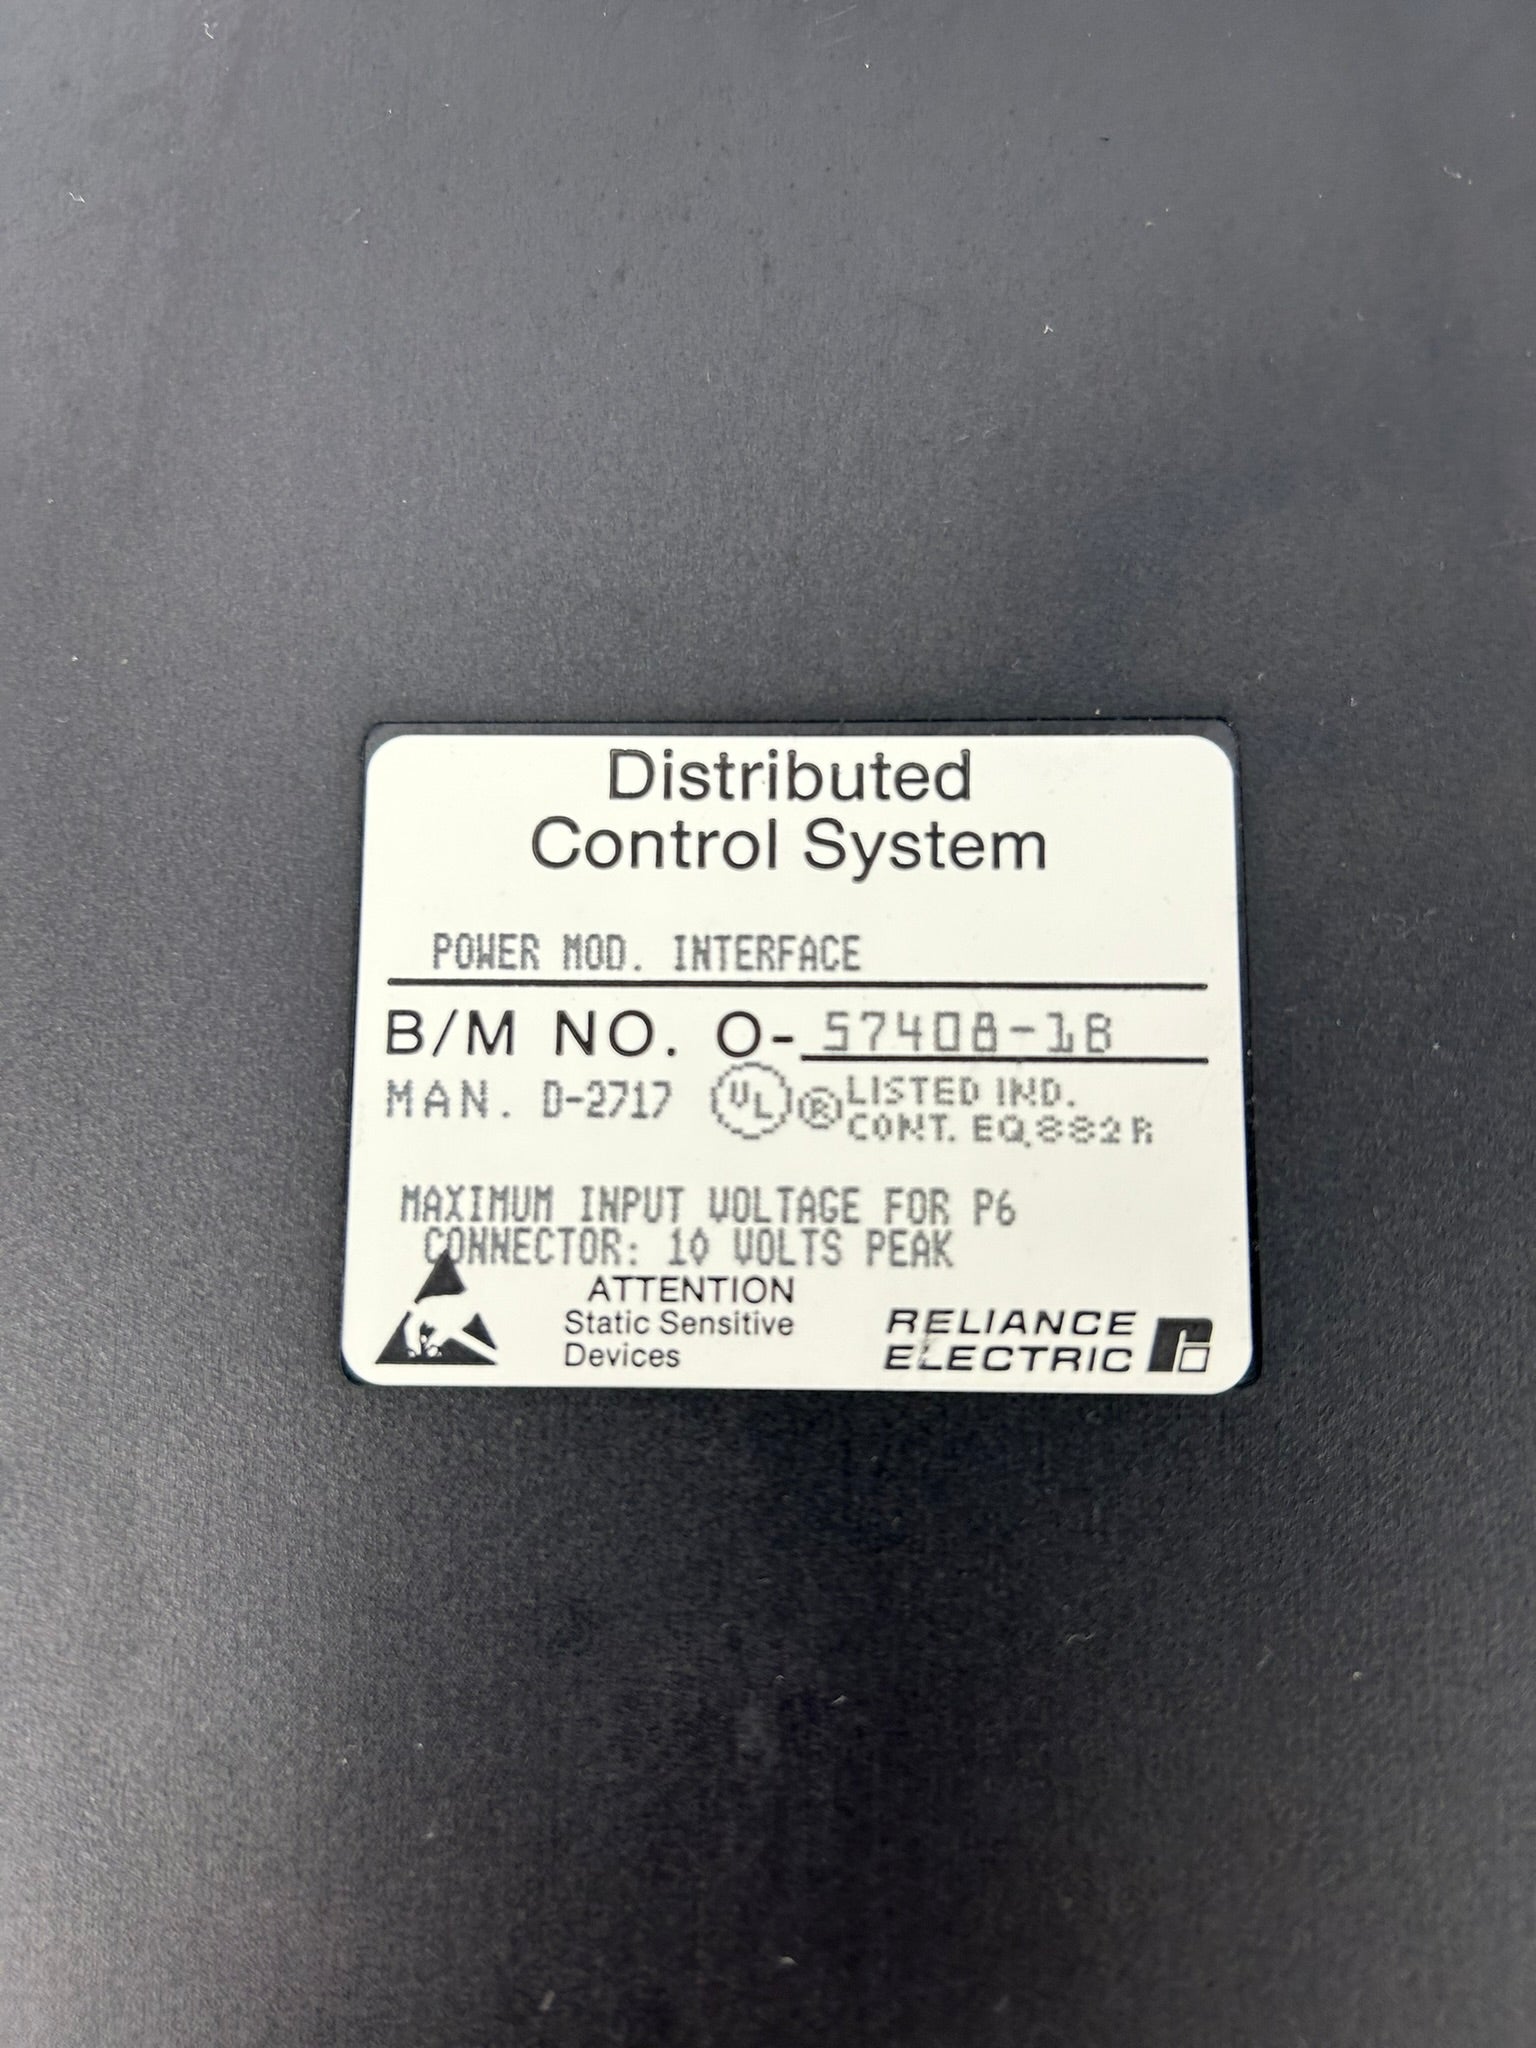 Distributed
Control System
POWER MOD. INTERFACE
B/M NO. O-57408-1B
MAN. D-2717 UL ® LISTED IND.
CONT. EQ. 882R
MAXIMUM INPUT VOLTAGE FOR P6
CONNECTOR: 10 VOLTS PEAK
ATTENTION
Static Sensitive
Devices
RELIANCE
ELECTRIC